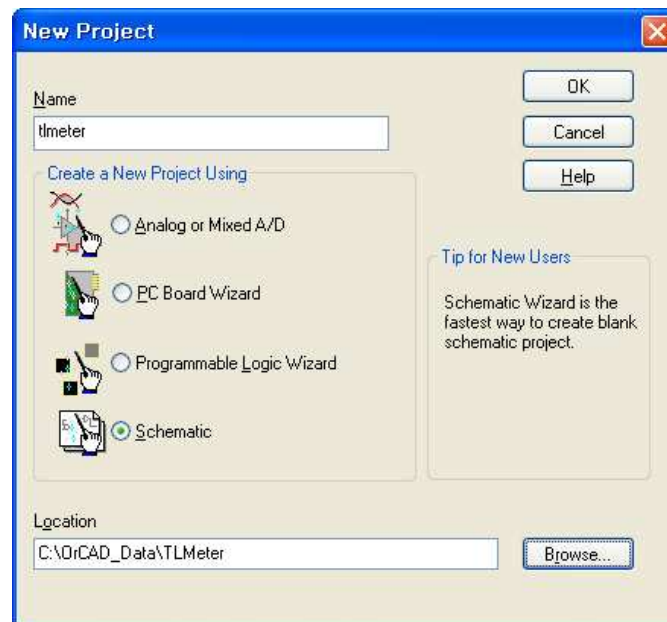 New Project
Name
tlmeter
OK
Cancel
Help
Create a New Project Using
Analog or Mixed A/D
PC Board Wizard
Programmable Logic Wizard
Schematic
Tip for New Users
Schematic Wizard is the
fastest way to create blank
schematic project.
Location
C:\OrCAD_Data\TLMeter
Browse...